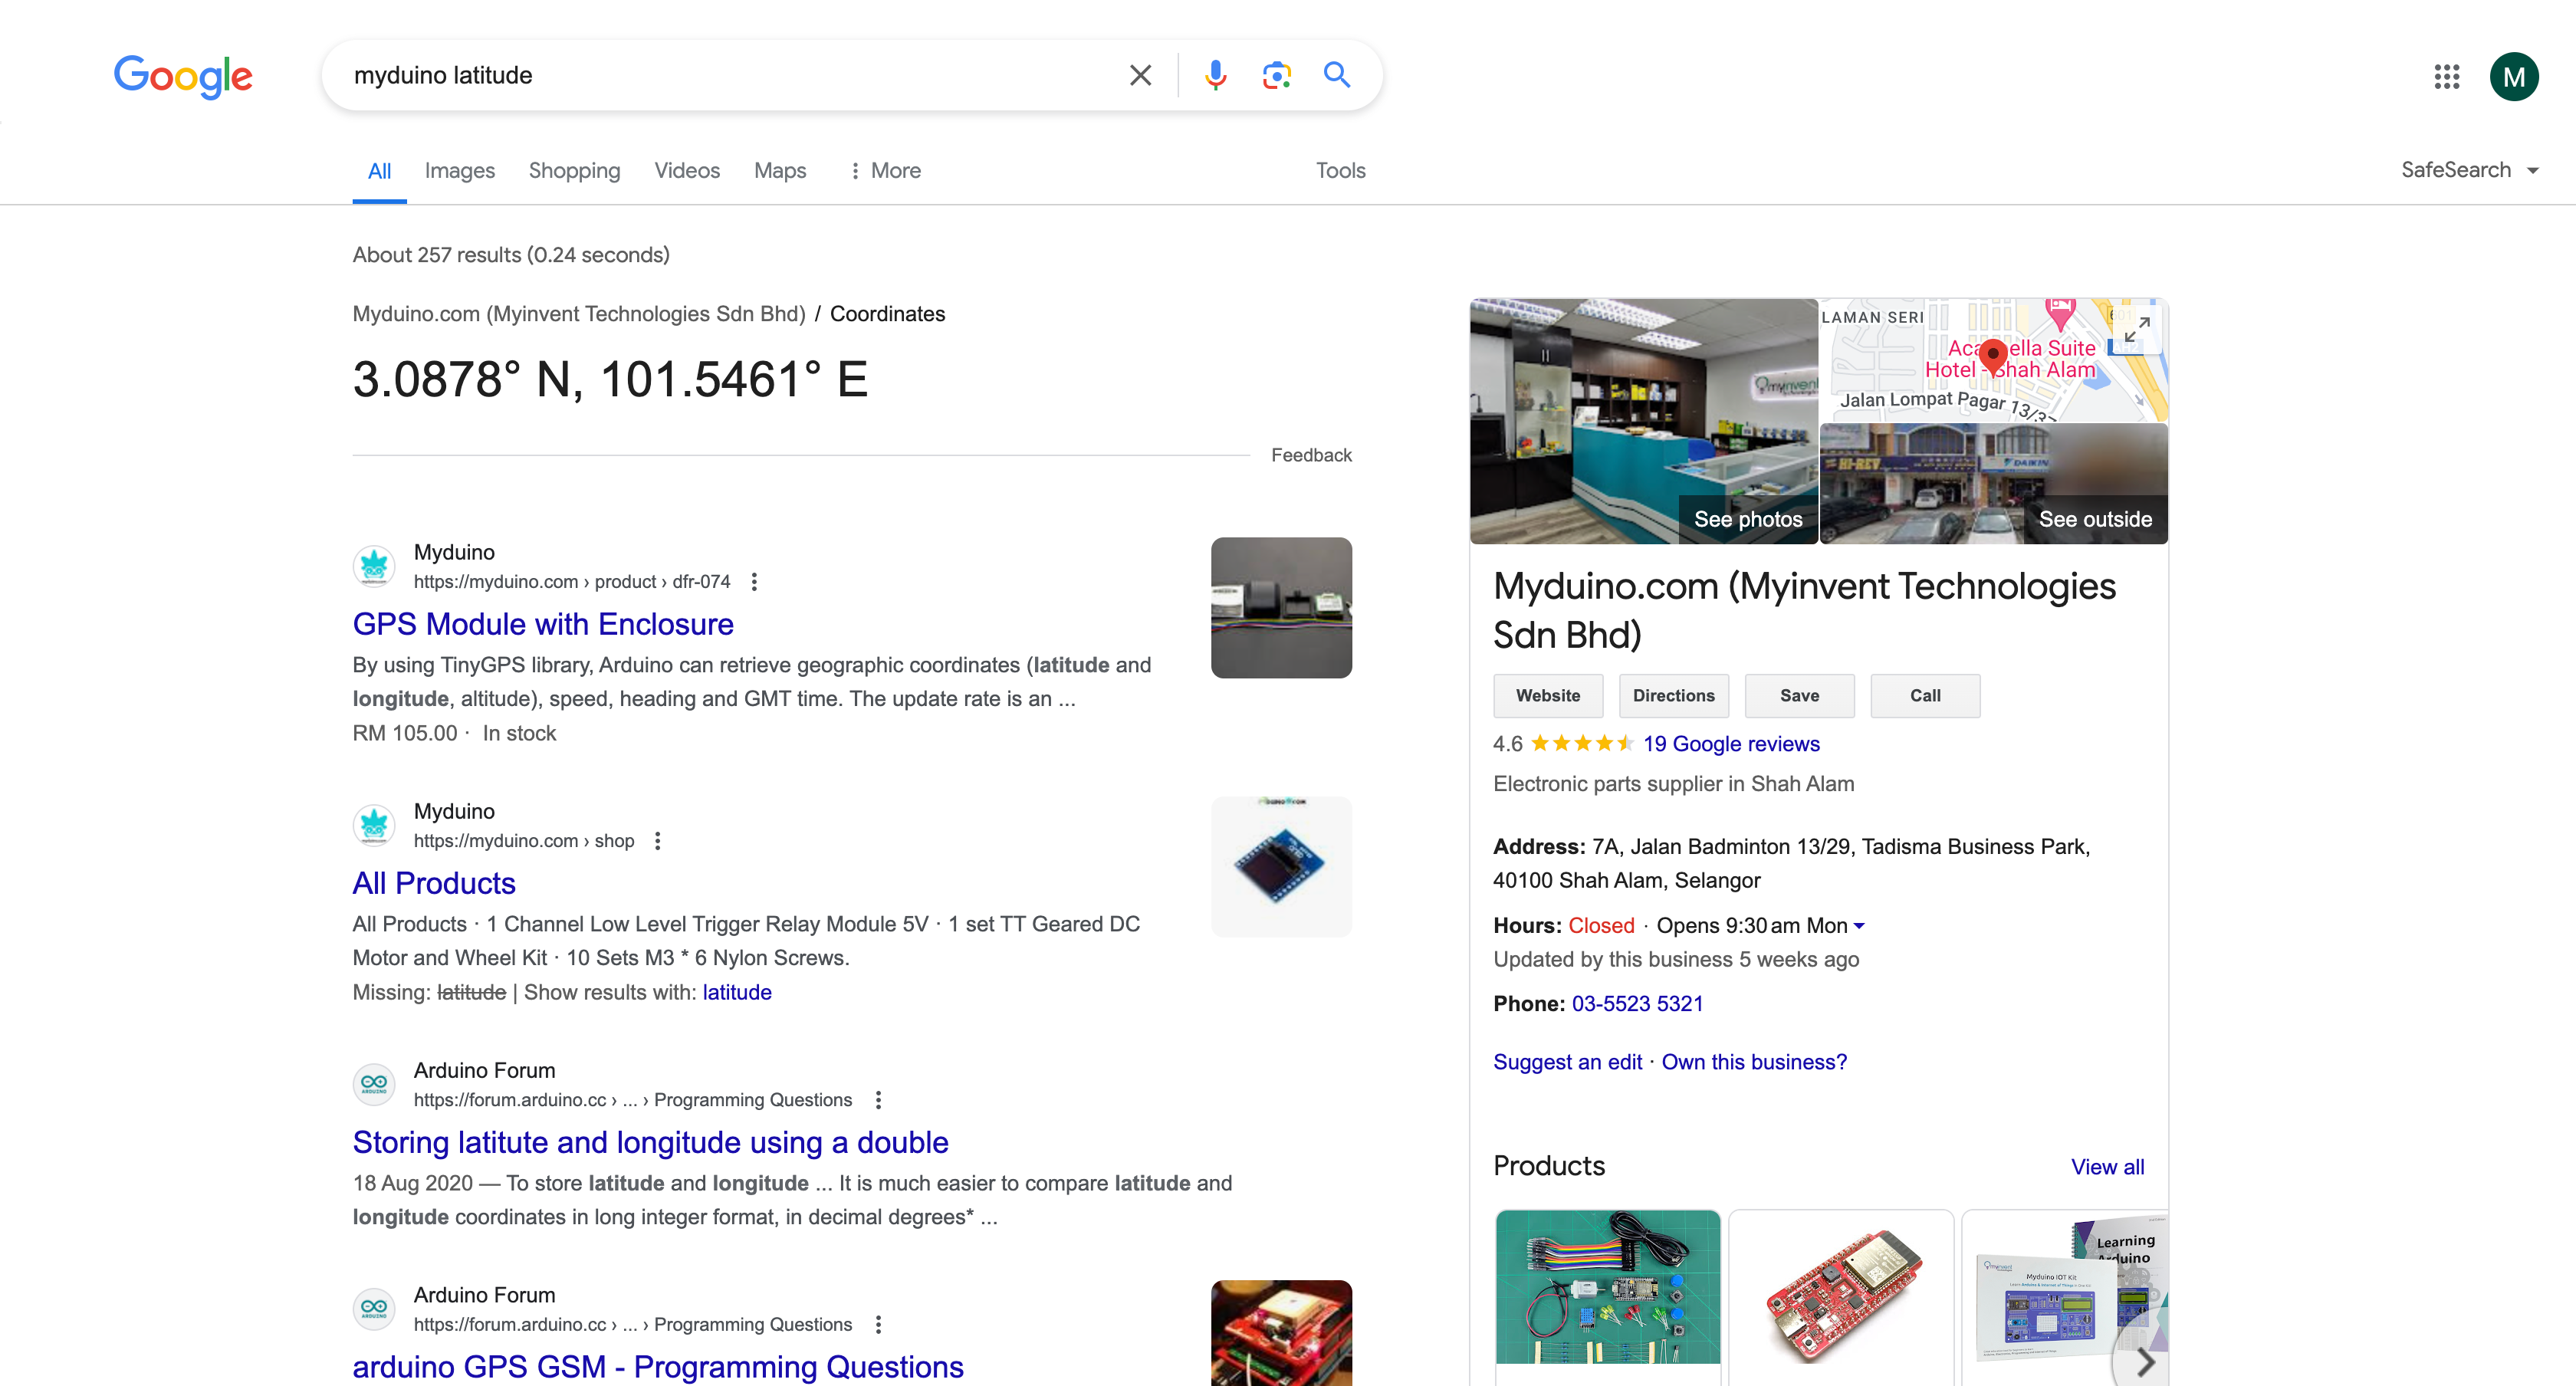 Google
myduino latitude
M
All Images Shopping Videos Maps More Tools SafeSearch
About 257 results (0.24 seconds)
Myduino.com (Myinvent Technologies Sdn Bhd) / Coordinates
3.0878° N, 101.5461° E
Feedback
Myduino
https://myduino.com › product › dfr-074
GPS Module with Enclosure
By using TinyGPS library, Arduino can retrieve geographic coordinates (latitude and
longitude, altitude), speed, heading and GMT time. The update rate is an ...
RM 105.00 · In stock
Myduino
https://myduino.com › shop
All Products
All Products · 1 Channel Low Level Trigger Relay Module 5V · 1 set TT Geared DC
Motor and Wheel Kit · 10 Sets M3 * 6 Nylon Screws.
Missing: latitude | Show results with: latitude
Arduino Forum
https://forum.arduino.cc › ... › Programming Questions
Storing latitute and longitude using a double
18 Aug 2020 — To store latitude and longitude ... It is much easier to compare latitude and
longitude coordinates in long integer format, in decimal degrees* ...
Arduino Forum
https://forum.arduino.cc › ... › Programming Questions
arduino GPS GSM - Programming Questions
myinvent
See photos
LAMAN SERI
601
ella Suite
Hotel - Shah Alam
Jalan Lompat Pagar
HI-REV
DAIKIN
See outside
Myduino.com (Myinvent Technologies
Sdn Bhd)
Website Directions Save Call
4.6 19 Google reviews
Electronic parts supplier in Shah Alam
Address: 7A, Jalan Badminton 13/29, Tadisma Business Park,
40100 Shah Alam, Selangor
Hours: Closed · Opens 9:30 am Mon
Updated by this business 5 weeks ago
Phone: 03-5523 5321
Suggest an edit · Own this business?
Products View all
Learning
Arduino
myinvent
Myduino IOT Kit